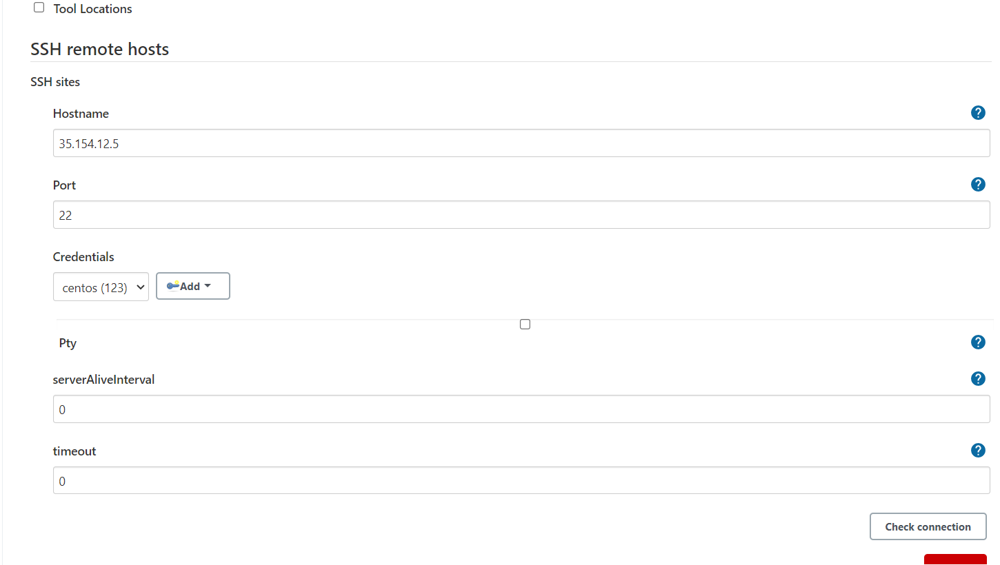 Tool Locations
SSH remote hosts
SSH sites
Hostname
?
35.154.12.5
Port
?
22
Credentials
centos (123)
Add
Pty
?
serverAliveInterval
?
0
timeout
?
0
Check connection